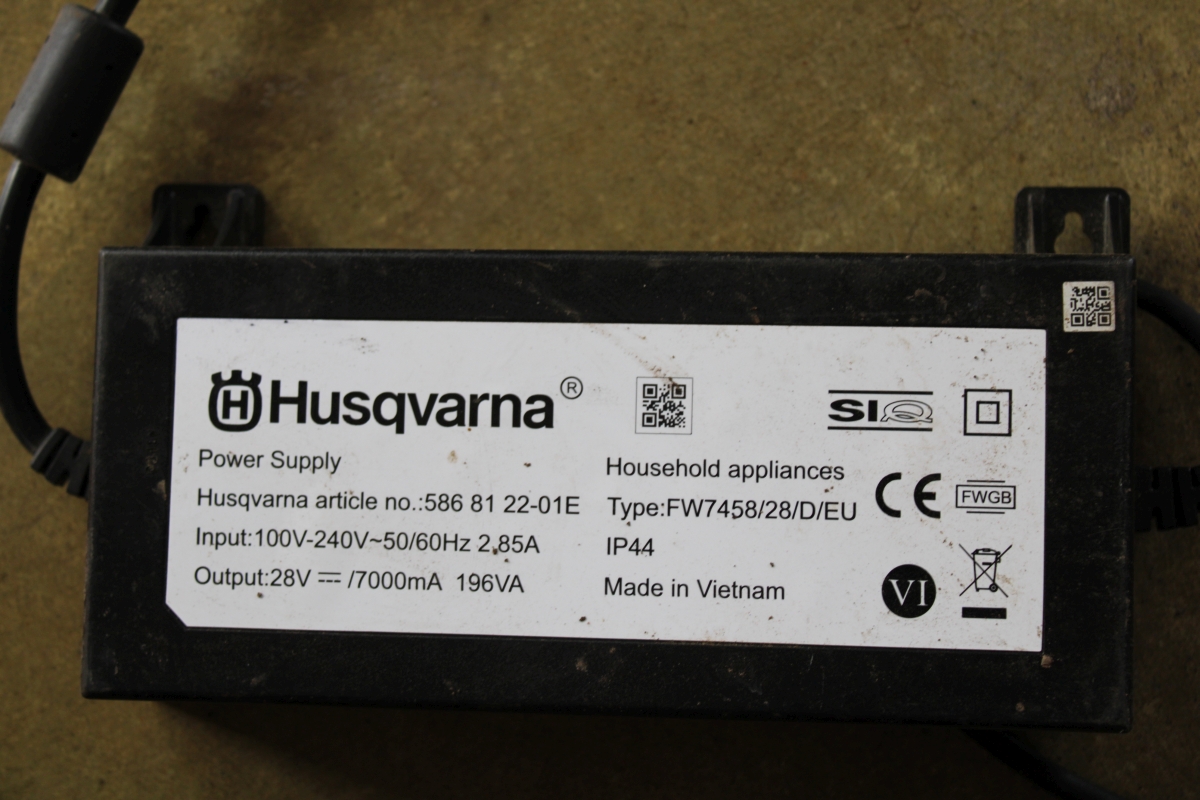 Husqvarna®
Power Supply
Husqvarna article no.:586 81 22-01E
Input:100V-240V~50/60Hz 2.85A
Output:28V ⎓ /7000mA 196VA
Household appliances
Type:FW7458/28/D/EU
IP44
Made in Vietnam
SIQ
CE
FWGB
VI